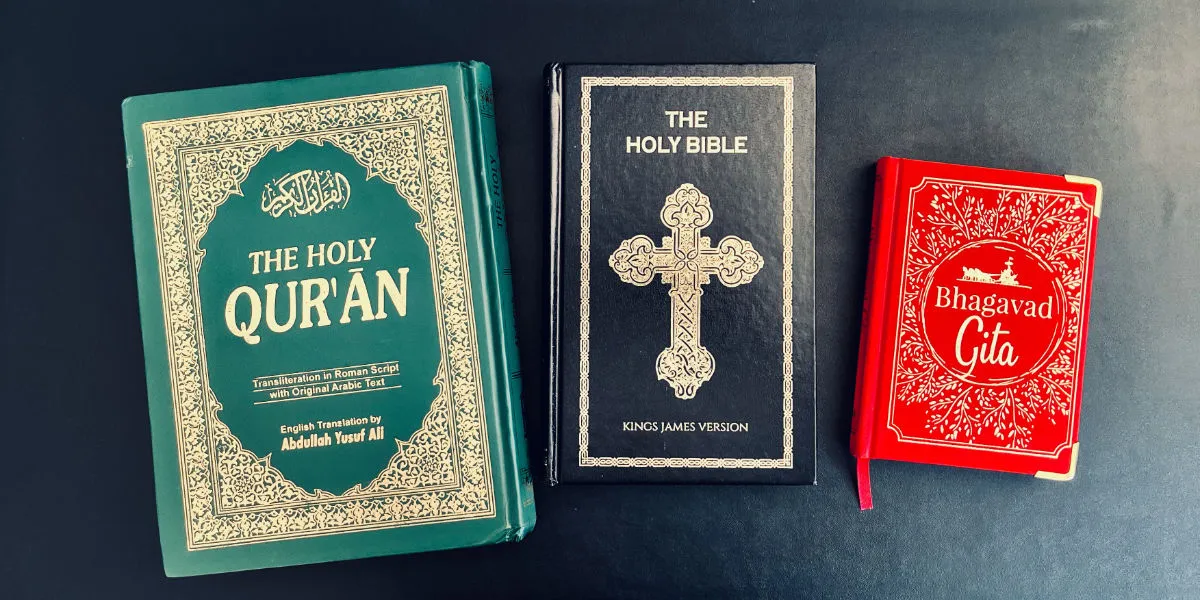 القرآن الكريم
THE HOLY
QUR'ĀN
Transliteration in Roman Script
with Original Arabic Text
English Translation by
Abdullah Yusuf Ali
THE HOLY
THE
HOLY BIBLE
KINGS JAMES VERSION
Bhagavad
Gita